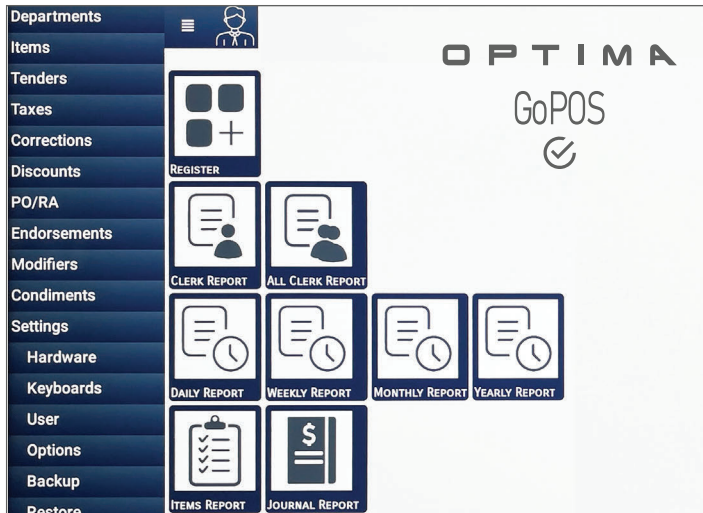 Departments
Items
Tenders
Taxes
Corrections
Discounts
PO/RA
Endorsements
Modifiers
Condiments
Settings
Hardware
Keyboards
User
Options
Backup
Restore
OPTIMA
GoPOS
REGISTER
CLERK REPORT
ALL CLERK REPORT
DAILY REPORT
WEEKLY REPORT
MONTHLY REPORT
YEARLY REPORT
$
ITEMS REPORT
JOURNAL REPORT